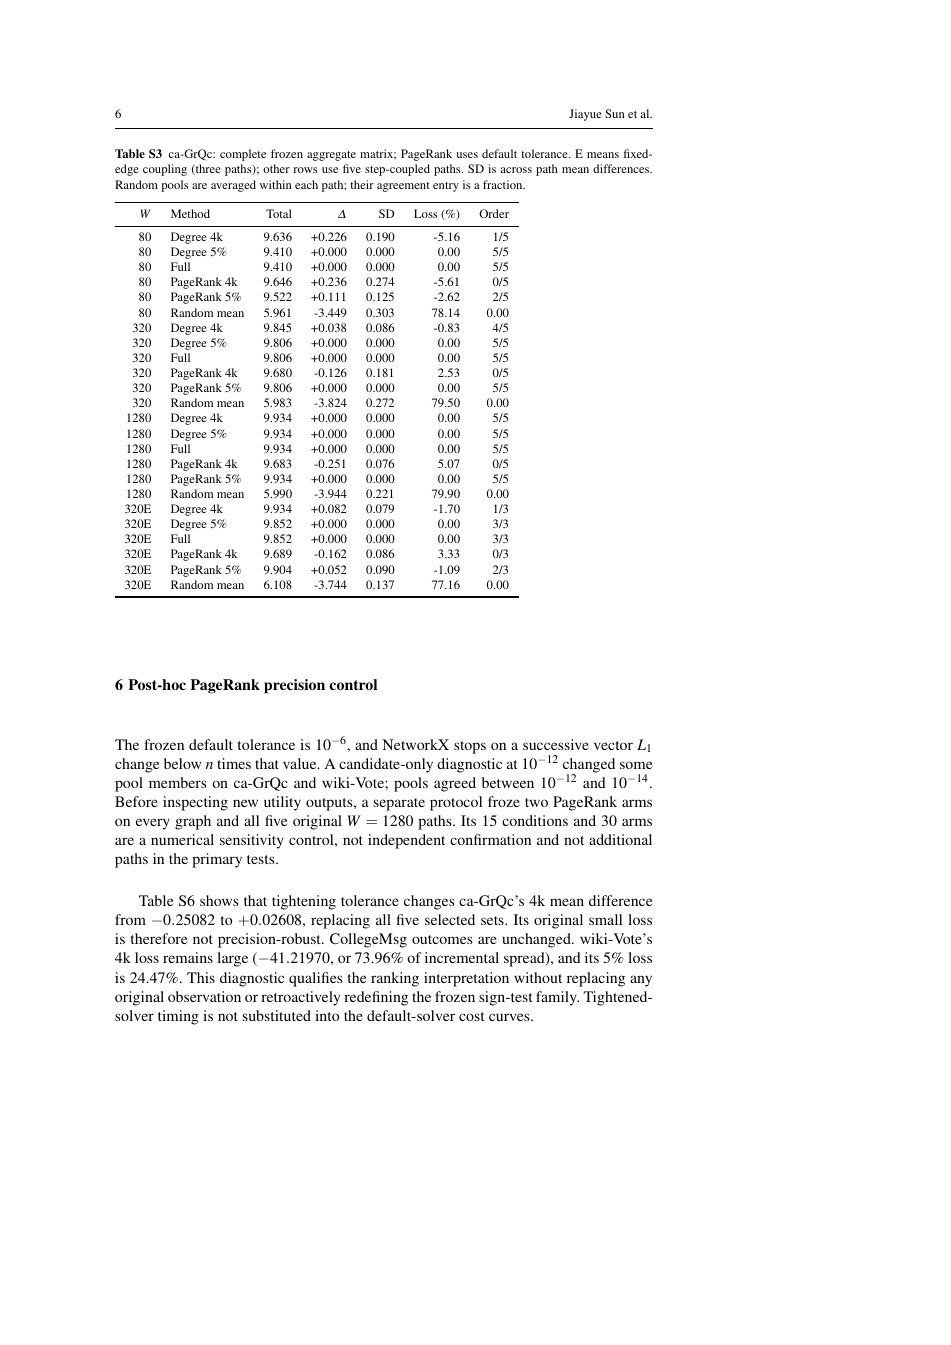 6 Jiayue Sun et al.
Table S3 ca-GrQc: complete frozen aggregate matrix; PageRank uses default tolerance. E means fixed-
edge coupling (three paths); other rows use five step-coupled paths. SD is across path mean differences.
Random pools are averaged within each path; their agreement entry is a fraction.
W Method Total Δ SD Loss (%) Order
80 Degree 4k 9.636 +0.226 0.190 -5.16 1/5
80 Degree 5% 9.410 +0.000 0.000 0.00 5/5
80 Full 9.410 +0.000 0.000 0.00 5/5
80 PageRank 4k 9.646 +0.236 0.274 -5.61 0/5
80 PageRank 5% 9.522 +0.111 0.125 -2.62 2/5
80 Random mean 5.961 -3.449 0.303 78.14 0.00
320 Degree 4k 9.845 +0.038 0.086 -0.83 4/5
320 Degree 5% 9.806 +0.000 0.000 0.00 5/5
320 Full 9.806 +0.000 0.000 0.00 5/5
320 PageRank 4k 9.680 -0.126 0.181 2.53 0/5
320 PageRank 5% 9.806 +0.000 0.000 0.00 5/5
320 Random mean 5.983 -3.824 0.272 79.50 0.00
1280 Degree 4k 9.934 +0.000 0.000 0.00 5/5
1280 Degree 5% 9.934 +0.000 0.000 0.00 5/5
1280 Full 9.934 +0.000 0.000 0.00 5/5
1280 PageRank 4k 9.683 -0.251 0.076 5.07 0/5
1280 PageRank 5% 9.934 +0.000 0.000 0.00 5/5
1280 Random mean 5.990 -3.944 0.221 79.90 0.00
320E Degree 4k 9.934 +0.082 0.079 -1.70 1/3
320E Degree 5% 9.852 +0.000 0.000 0.00 3/3
320E Full 9.852 +0.000 0.000 0.00 3/3
320E PageRank 4k 9.689 -0.162 0.086 3.33 0/3
320E PageRank 5% 9.904 +0.052 0.090 -1.09 2/3
320E Random mean 6.108 -3.744 0.137 77.16 0.00
6 Post-hoc PageRank precision control
The frozen default tolerance is 10⁻⁶, and NetworkX stops on a successive vector L₁
change below n times that value. A candidate-only diagnostic at 10⁻¹² changed some
pool members on ca-GrQc and wiki-Vote; pools agreed between 10⁻¹² and 10⁻¹⁴.
Before inspecting new utility outputs, a separate protocol froze two PageRank arms
on every graph and all five original W = 1280 paths. Its 15 conditions and 30 arms
are a numerical sensitivity control, not independent confirmation and not additional
paths in the primary tests.
Table S6 shows that tightening tolerance changes ca-GrQc's 4k mean difference
from −0.25082 to +0.02608, replacing all five selected sets. Its original small loss
is therefore not precision-robust. CollegeMsg outcomes are unchanged. wiki-Vote's
4k loss remains large (−41.21970, or 73.96% of incremental spread), and its 5% loss
is 24.47%. This diagnostic qualifies the ranking interpretation without replacing any
original observation or retroactively redefining the frozen sign-test family. Tightened-
solver timing is not substituted into the default-solver cost curves.